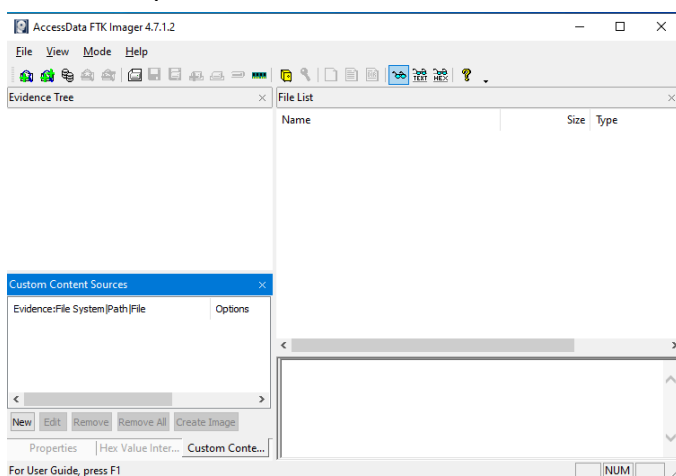 AccessData FTK Imager 4.7.1.2
File View Mode Help
TEXT HEX
Evidence Tree
File List
Name Size Type
Custom Content Sources
Evidence:File System|Path|File Options
New Edit Remove Remove All Create Image
Properties Hex Value Inter... Custom Conte...
For User Guide, press F1
NUM